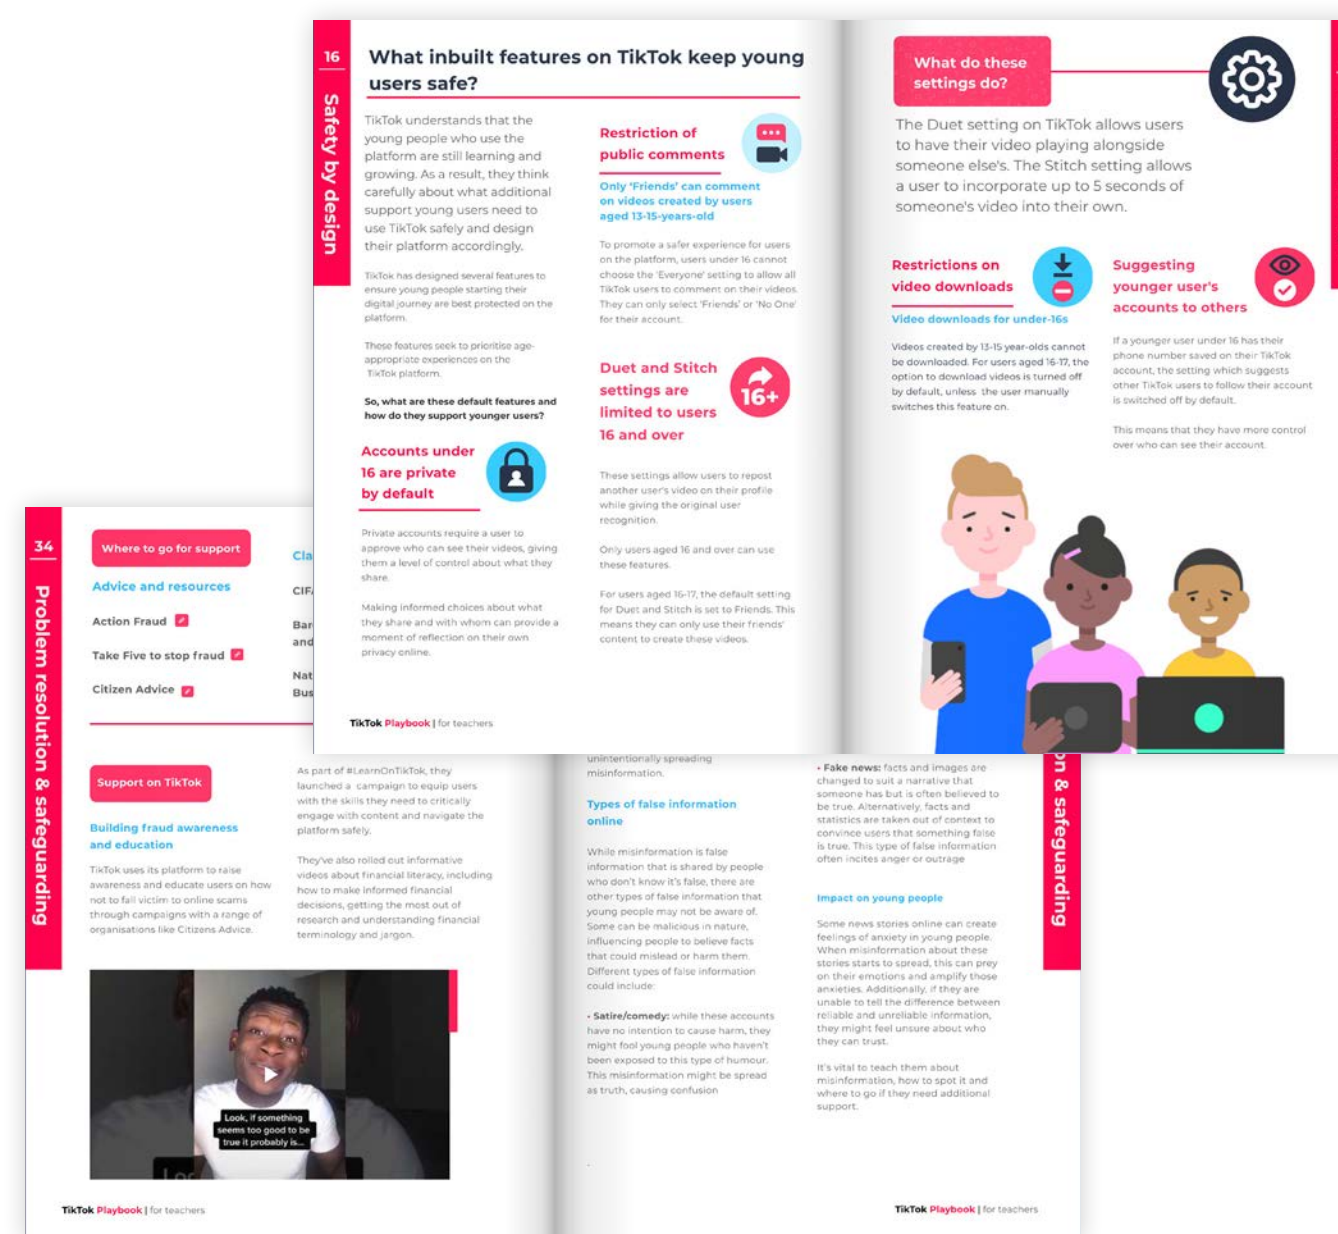 16
Safety by design
What inbuilt features on TikTok keep young
users safe?
TikTok understands that the
young people who use the
platform are still learning and
growing. As a result, they think
carefully about what additional
support young users need to
use TikTok safely and design
their platform accordingly.
TikTok has designed several features to
ensure young people starting their
digital journey are best protected on the
platform.
These features seek to prioritise age-
appropriate experiences on the
TikTok platform.
So, what are these default features and
how do they support younger users?
Accounts under
16 are private
by default
Private accounts require a user to
approve who can see their videos, giving
them a level of control about what they
share.
Making informed choices about what
they share and with whom can provide a
moment of reflection on their own
privacy online.
Restriction of
public comments
Only 'Friends' can comment
on videos created by users
aged 13-15-years-old
To promote a safer experience for users
on the platform, users under 16 cannot
choose the 'Everyone' setting to allow all
TikTok users to comment on their videos.
They can only select 'Friends' or 'No One'
for their account.
Duet and Stitch
settings are
limited to users
16 and over
16+
These settings allow users to repost
another user's video on their profile
while giving the original user
recognition.
Only users aged 16 and over can use
these features.
For users aged 16-17, the default setting
for Duet and Stitch is set to Friends. This
means they can only use their friends'
content to create these videos.
TikTok Playbook | for teachers
What do these
settings do?
The Duet setting on TikTok allows users
to have their video playing alongside
someone else's. The Stitch setting allows
a user to incorporate up to 5 seconds of
someone's video into their own.
Restrictions on
video downloads
Video downloads for under-16s
Videos created by 13-15 year-olds cannot
be downloaded. For users aged 16-17, the
option to download videos is turned off
by default, unless the user manually
switches this feature on.
Suggesting
younger user's
accounts to others
If a younger user under 16 has their
phone number saved on their TikTok
account, the setting which suggests
other TikTok users to follow their account
is switched off by default.
This means that they have more control
over who can see their account.
34
Problem resolution & safeguarding
Where to go for support
Advice and resources
Action Fraud
Take Five to stop fraud
Citizen Advice
Cla
CIF
Bar
and
Nat
Bus
Support on TikTok
Building fraud awareness
and education
TikTok uses its platform to raise
awareness and educate users on how
not to fall victim to online scams
through campaigns with a range of
organisations like Citizens Advice.
As part of #LearnOnTikTok, they
launched a campaign to equip users
with the skills they need to critically
engage with content and navigate the
platform safely.
They've also rolled out informative
videos about financial literacy, including
how to make informed financial
decisions, getting the most out of
research and understanding financial
terminology and jargon.
Look, if something
seems too good to be
true it probably is...
TikTok Playbook | for teachers
unintentionally spreading
misinformation.
Types of false information
online
While misinformation is false
information that is shared by people
who don't know it's false, there are
other types of false information that
young people may not be aware of.
Some can be malicious in nature,
influencing people to believe facts
that could mislead or harm them.
Different types of false information
could include:
• Satire/comedy: while these accounts
have no intention to cause harm, they
might fool young people who haven't
been exposed to this type of humour.
This misinformation might be spread
as truth, causing confusion
• Fake news: facts and images are
changed to suit a narrative that
someone has but is often believed to
be true. Alternatively, facts and
statistics are taken out of context to
convince users that something false
is true. This type of false information
often incites anger or outrage
Impact on young people
Some news stories online can create
feelings of anxiety in young people.
When misinformation about these
stories starts to spread, this can prey
on their emotions and amplify those
anxieties. Additionally, if they are
unable to tell the difference between
reliable and unreliable information,
they might feel unsure about who
they can trust.
It's vital to teach them about
misinformation, how to spot it and
where to go if they need additional
support.
on & safeguarding
TikTok Playbook | for teachers